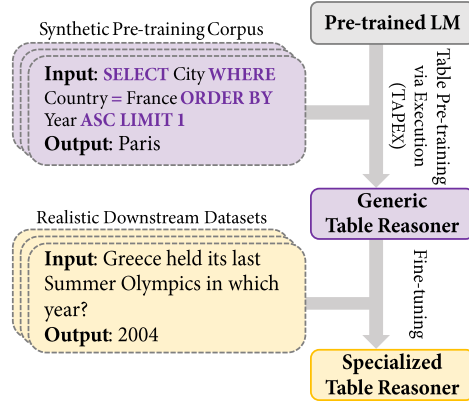 Synthetic Pre-training Corpus
Input: SELECT City WHERE
Country = France ORDER BY
Year ASC LIMIT 1
Output: Paris
Pre-trained LM
Table Pre-training
via Execution
(TAPEX)
Generic
Table Reasoner
Realistic Downstream Datasets
Input: Greece held its last
Summer Olympics in which
year?
Output: 2004
Fine-tuning
Specialized
Table Reasoner